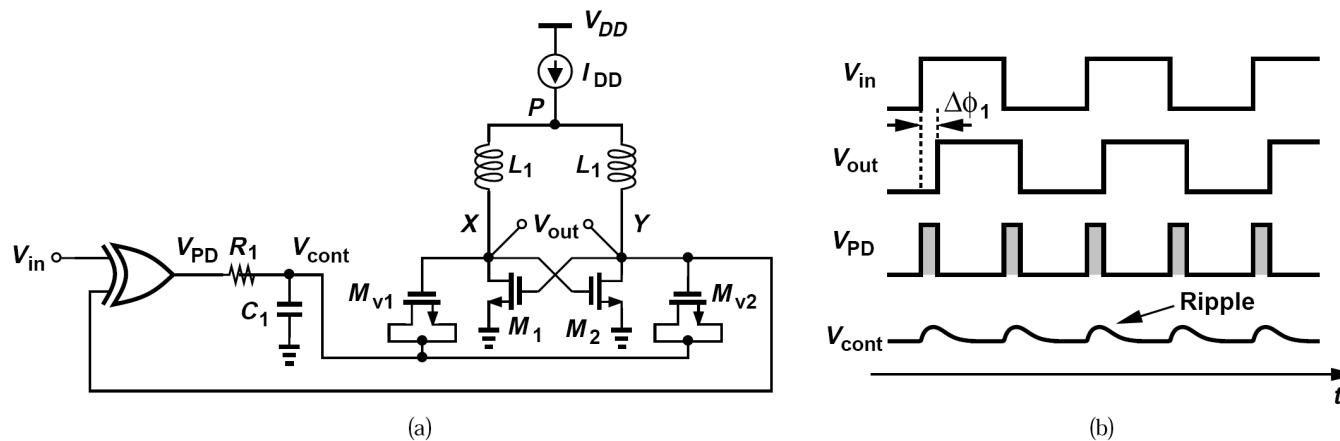 V_DD
I_DD
P
L_1 L_1
X V_out Y
V_in V_PD R_1 V_cont
C_1
M_v1 M_1 M_2 M_v2
(a)
V_in
Δϕ_1
V_out
V_PD
Ripple
V_cont
t
(b)